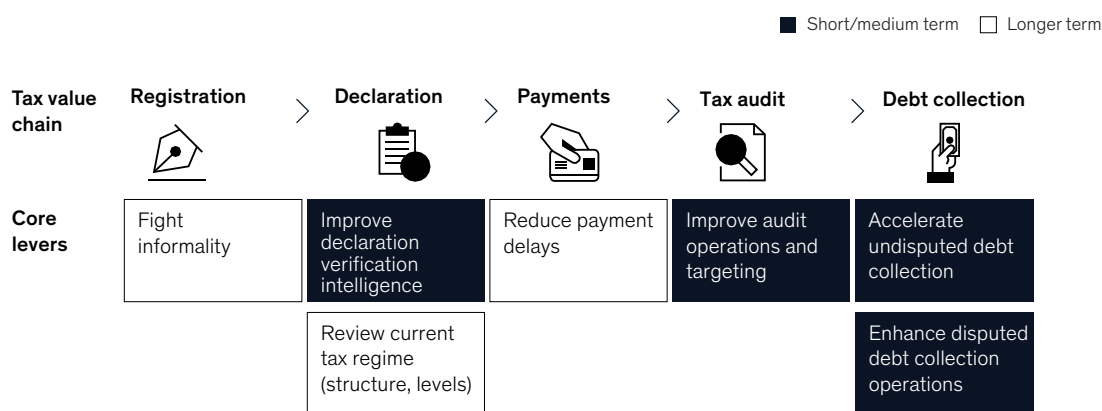 Short/medium term
Longer term
Tax value
chain
Registration
Declaration
Payments
Tax audit
Debt collection
Core
levers
Fight
informality
Improve
declaration
verification
intelligence
Reduce payment
delays
Improve audit
operations and
targeting
Accelerate
undisputed debt
collection
Review current
tax regime
(structure, levels)
Enhance disputed
debt collection
operations